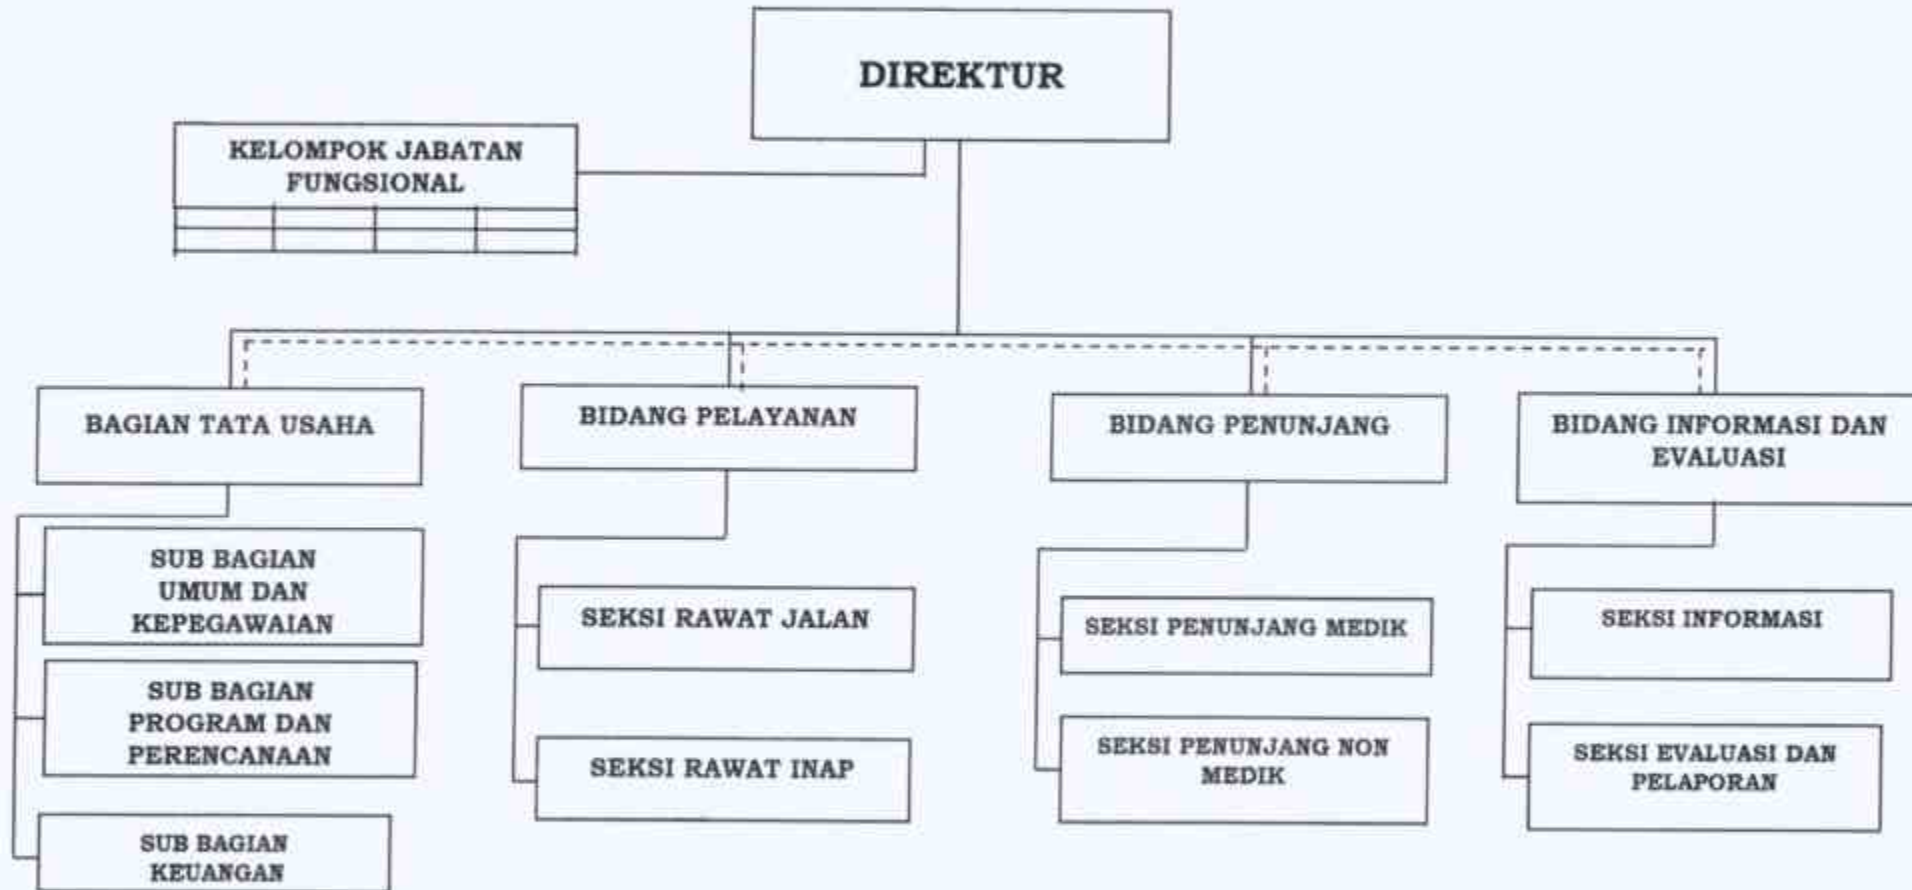 DIREKTUR
KELOMPOK JABATAN
FUNGSIONAL
BAGIAN TATA USAHA
BIDANG PELAYANAN
BIDANG PENUNJANG
BIDANG INFORMASI DAN
EVALUASI
SUB BAGIAN
UMUM DAN
KEPEGAWAIAN
SUB BAGIAN
PROGRAM DAN
PERENCANAAN
SUB BAGIAN
KEUANGAN
SEKSI RAWAT JALAN
SEKSI RAWAT INAP
SEKSI PENUNJANG MEDIK
SEKSI PENUNJANG NON
MEDIK
SEKSI INFORMASI
SEKSI EVALUASI DAN
PELAPORAN